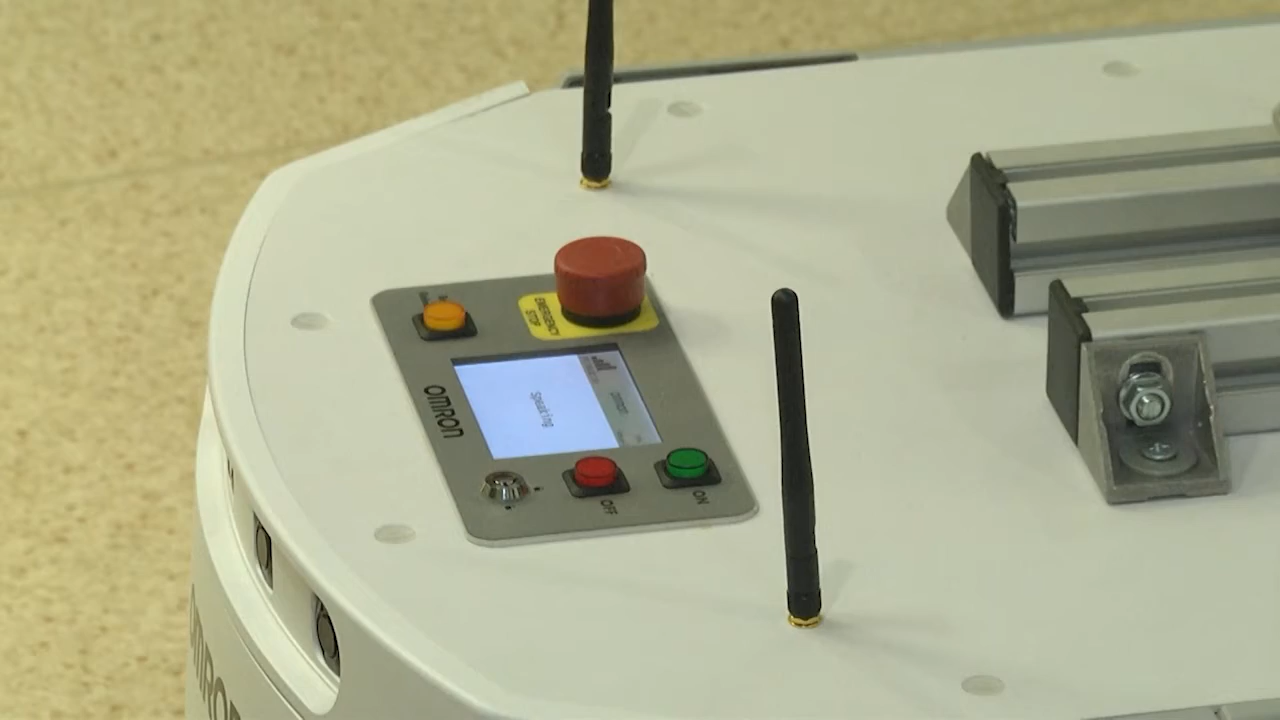 EMERGENCY
STOP
Speaking
OMRON
OFF
ON
OMRON